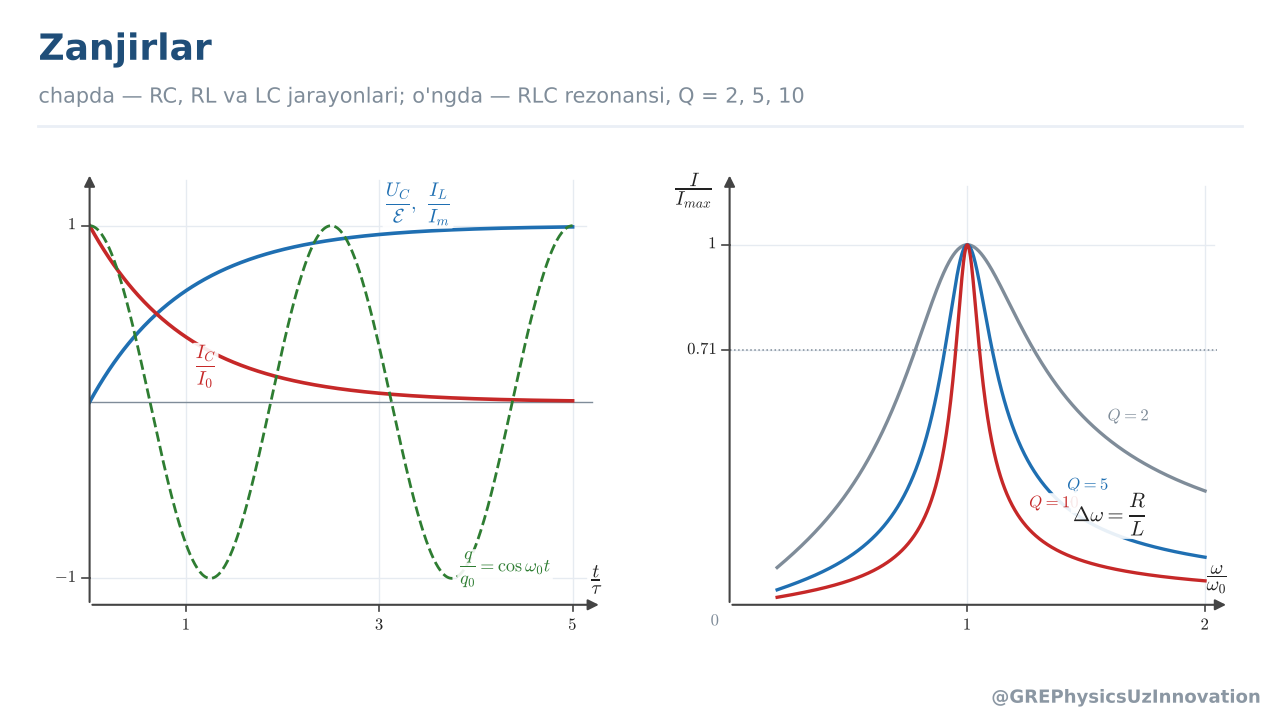 Zanjirlar
chapda — RC, RL va LC jarayonlari; o'ngda — RLC rezonansi, Q = 2, 5, 10
U_C/ℰ, I_L/I_m
1
I_C/I_0
−1
q/q_0 = cos ω_0t
t/τ
1 3 5
I/I_max
1
0.71
Q = 2
Q = 5
Q = 1
Δω = R/L
ω/ω_0
0
1 2
@GREPhysicsUzInnovation